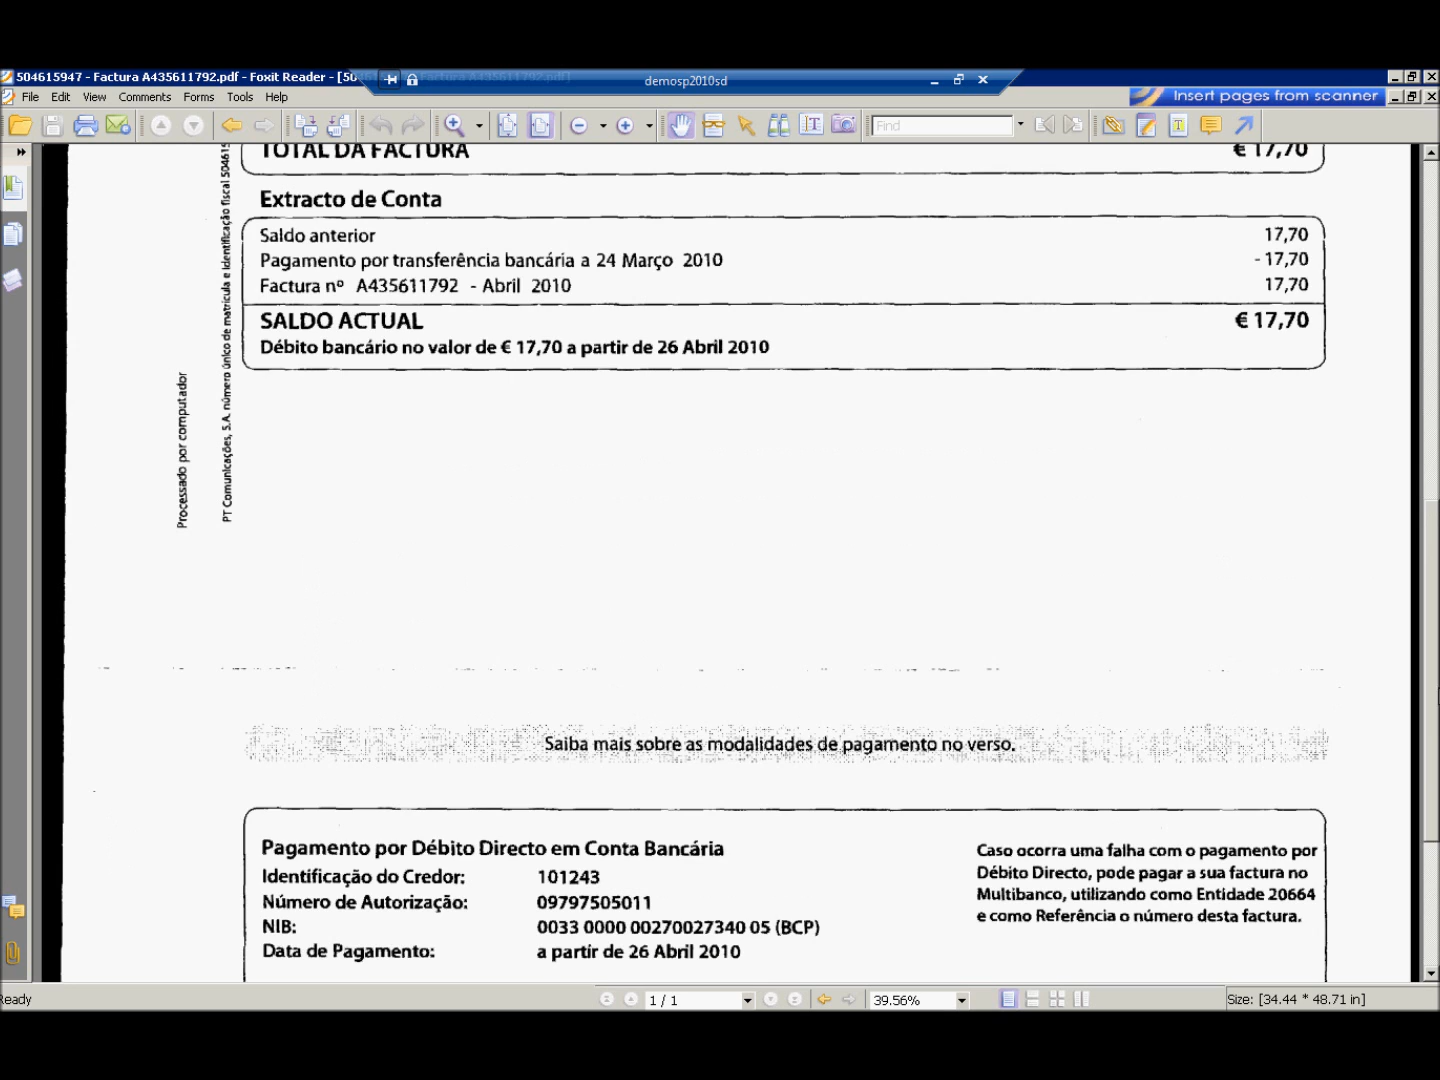 504615947 - Factura A435611792.pdf - Foxit Reader - [50
demosp2010sd
File Edit View Comments Forms Tools Help
Insert pages from scanner
Find
TOTAL DA FACTURA € 17,70
Extracto de Conta
Saldo anterior 17,70
Pagamento por transferência bancária a 24 Março 2010 - 17,70
Factura nº A435611792 - Abril 2010 17,70
SALDO ACTUAL € 17,70
Débito bancário no valor de € 17,70 a partir de 26 Abril 2010
Processado por computador
PT Comunicações, S.A. número único de matrícula e identificação fiscal 504615
Saiba mais sobre as modalidades de pagamento no verso.
Pagamento por Débito Directo em Conta Bancária
Identificação do Credor: 101243
Número de Autorização: 09797505011
NIB: 0033 0000 00270027340 05 (BCP)
Data de Pagamento: a partir de 26 Abril 2010
Caso ocorra uma falha com o pagamento por
Débito Directo, pode pagar a sua factura no
Multibanco, utilizando como Entidade 20664
e como Referência o número desta factura.
Ready
1 / 1
39.56%
Size: [34.44 * 48.71 in]